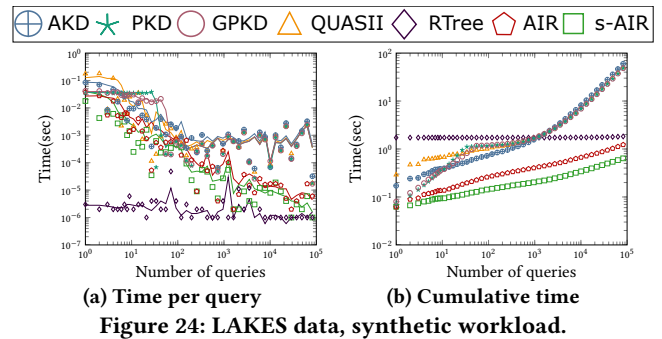 AKD PKD GPKD QUASII RTree AIR s-AIR
Time(sec)
10^0
10^-1
10^-2
10^-3
10^-4
10^-5
10^-6
10^-7
10^0 10^1 10^2 10^3 10^4 10^5
Number of queries
(a) Time per query
Time(sec)
10^2
10^1
10^0
10^-1
10^-2
10^0 10^1 10^2 10^3 10^4 10^5
Number of queries
(b) Cumulative time
Figure 24: LAKES data, synthetic workload.